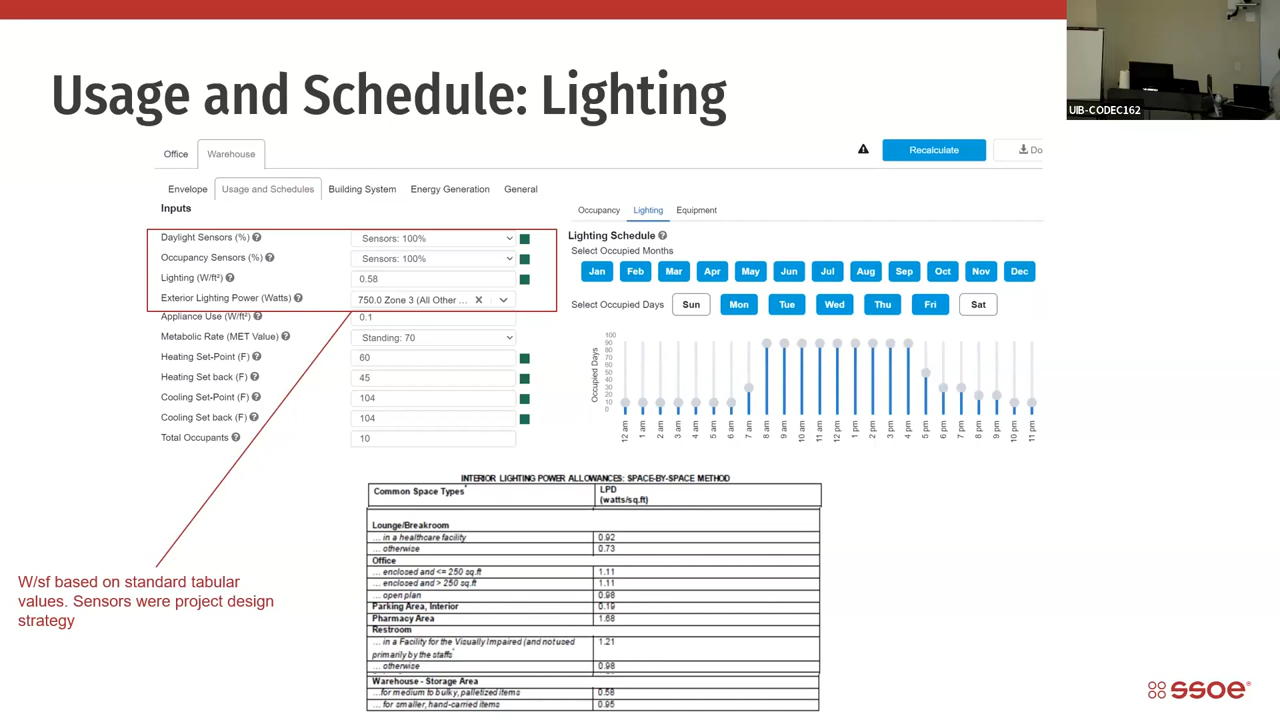 Usage and Schedule: Lighting
UIB-CODEC162
Office
Warehouse
Recalculate
Do
Envelope
Usage and Schedules
Building System
Energy Generation
General
Inputs
Daylight Sensors (%)
Sensors: 100%
Occupancy Sensors (%)
Sensors: 100%
Lighting (W/ft²)
0.58
Exterior Lighting Power (Watts)
750.0 Zone 3 (All Other ...
Appliance Use (W/ft²)
0.1
Metabolic Rate (MET Value)
Standing: 70
Heating Set-Point (F)
60
Heating Set back (F)
45
Cooling Set-Point (F)
104
Cooling Set back (F)
104
Total Occupants
10
Occupancy
Lighting
Equipment
Lighting Schedule
Select Occupied Months
Jan Feb Mar Apr May Jun Jul Aug Sep Oct Nov Dec
Select Occupied Days
Sun Mon Tue Wed Thu Fri Sat
Occupied Days
100
90
80
70
60
50
40
30
20
10
0
12 am 1 am 2 am 3 am 4 am 5 am 6 am 7 am 8 am 9 am 10 am 11 am 12 pm 1 pm 2 pm 3 pm 4 pm 5 pm 6 pm 7 pm 8 pm 9 pm 10 pm 11 pm
W/sf based on standard tabular
values. Sensors were project design
strategy
INTERIOR LIGHTING POWER ALLOWANCES: SPACE-BY-SPACE METHOD
Common Space Types*
LPD
(watts/sq.ft)
Lounge/Breakroom
... in a healthcare facility 0.92
... otherwise 0.73
Office
... enclosed and <= 250 sq.ft 1.11
... enclosed and > 250 sq.ft 1.11
... open plan 0.98
Parking Area, Interior 0.19
Pharmacy Area 1.68
Restroom
... in a Facility for the Visually Impaired (and not used 1.21
primarily by the staff)*
... otherwise 0.98
Warehouse - Storage Area
...for medium to bulky, palletized items 0.58
... for smaller, hand-carried items 0.95
ssoe®